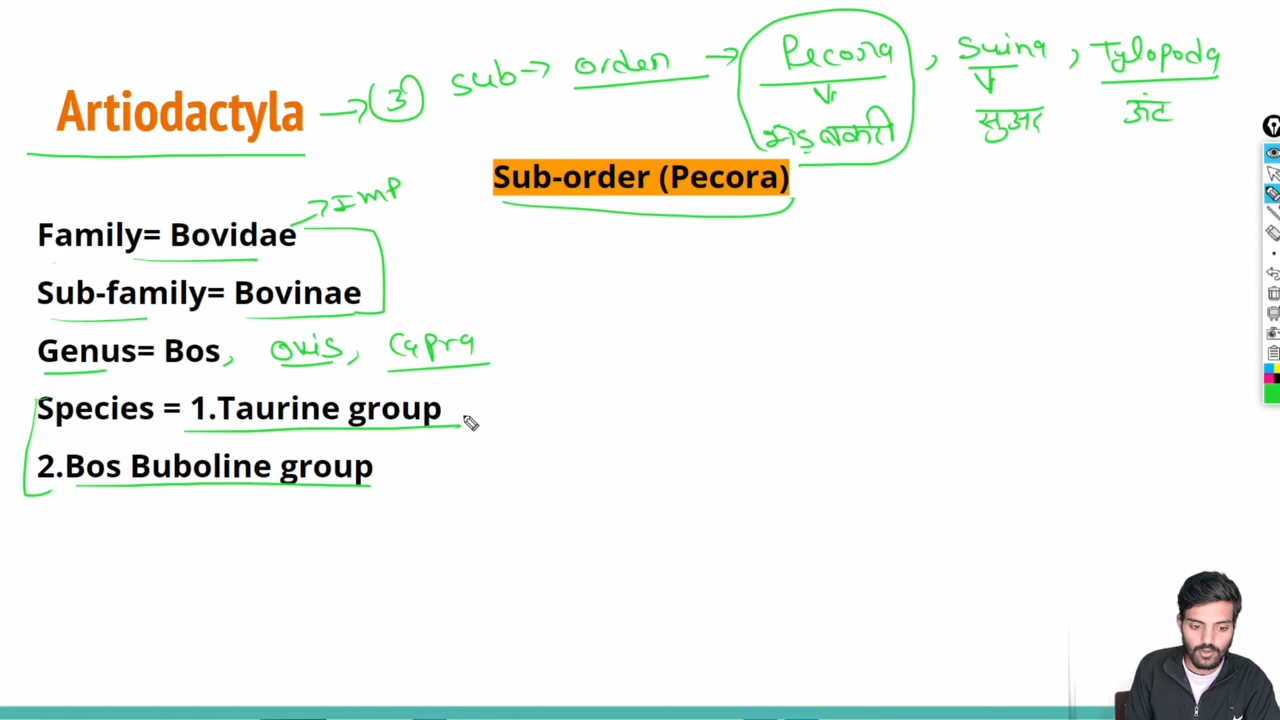 Artiodactyla → (3) Sub → order → Pecora, Suina, Tylopoda
भेड़ बकरी सुअर ऊंट
Sub-order (Pecora)
Family= Bovidae → Imp
Sub-family= Bovinae
Genus= Bos, Ovis, Capra
Species = 1.Taurine group
2.Bos Buboline group